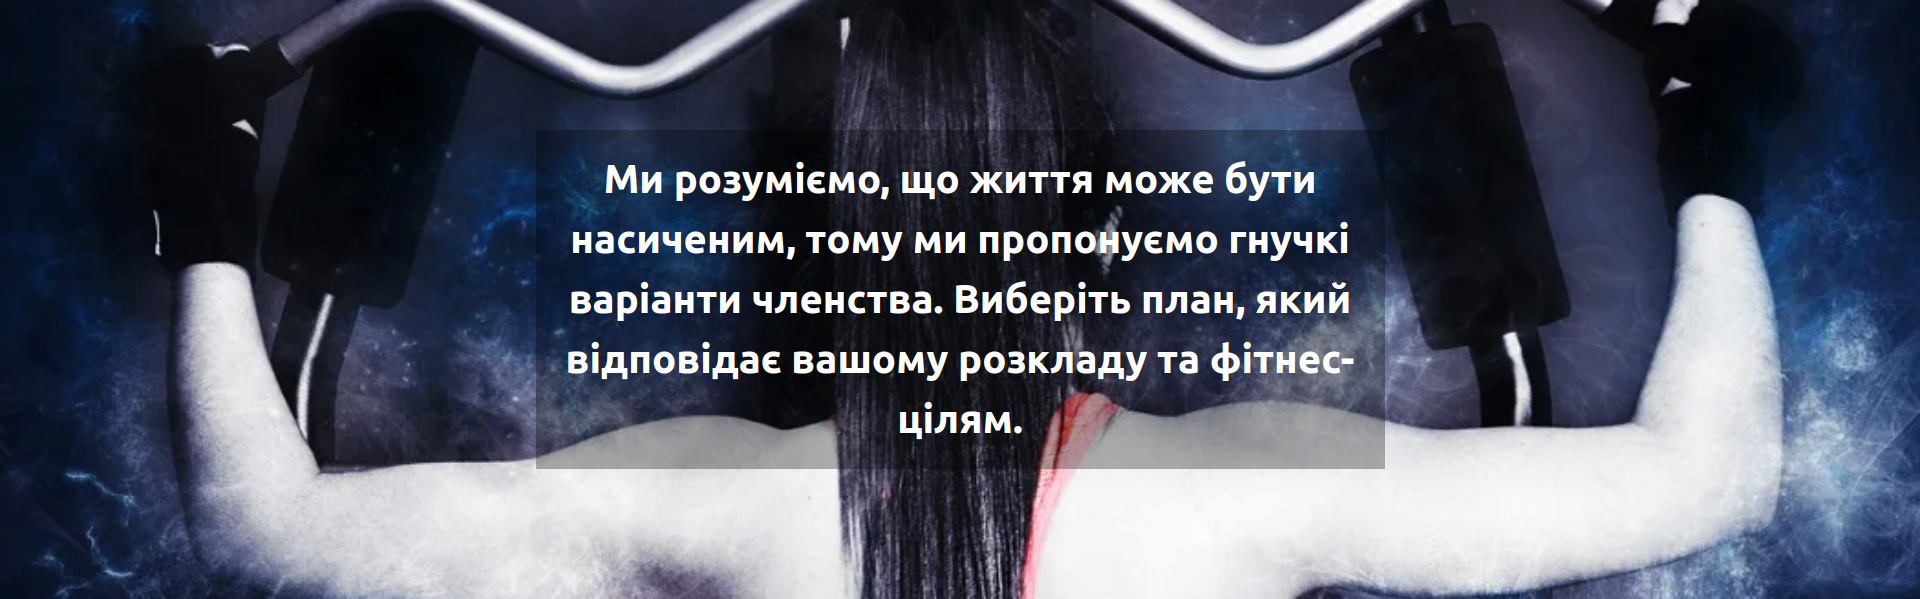 Ми розуміємо, що життя може бути
насиченим, тому ми пропонуємо гнучкі
варіанти членства. Виберіть план, який
відповідає вашому розкладу та фітнес-
цілям.